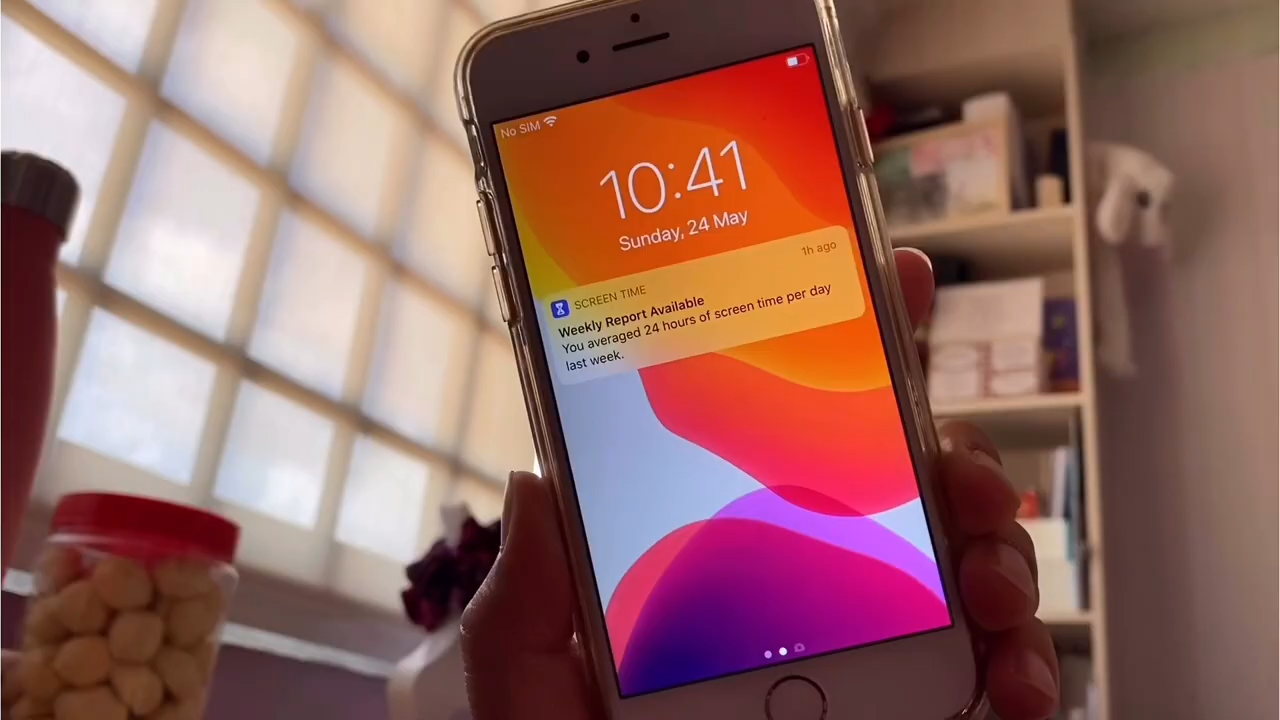 No SIM
10:41
Sunday, 24 May
SCREEN TIME
1h ago
Weekly Report Available
You averaged 24 hours of screen time per day
last week.